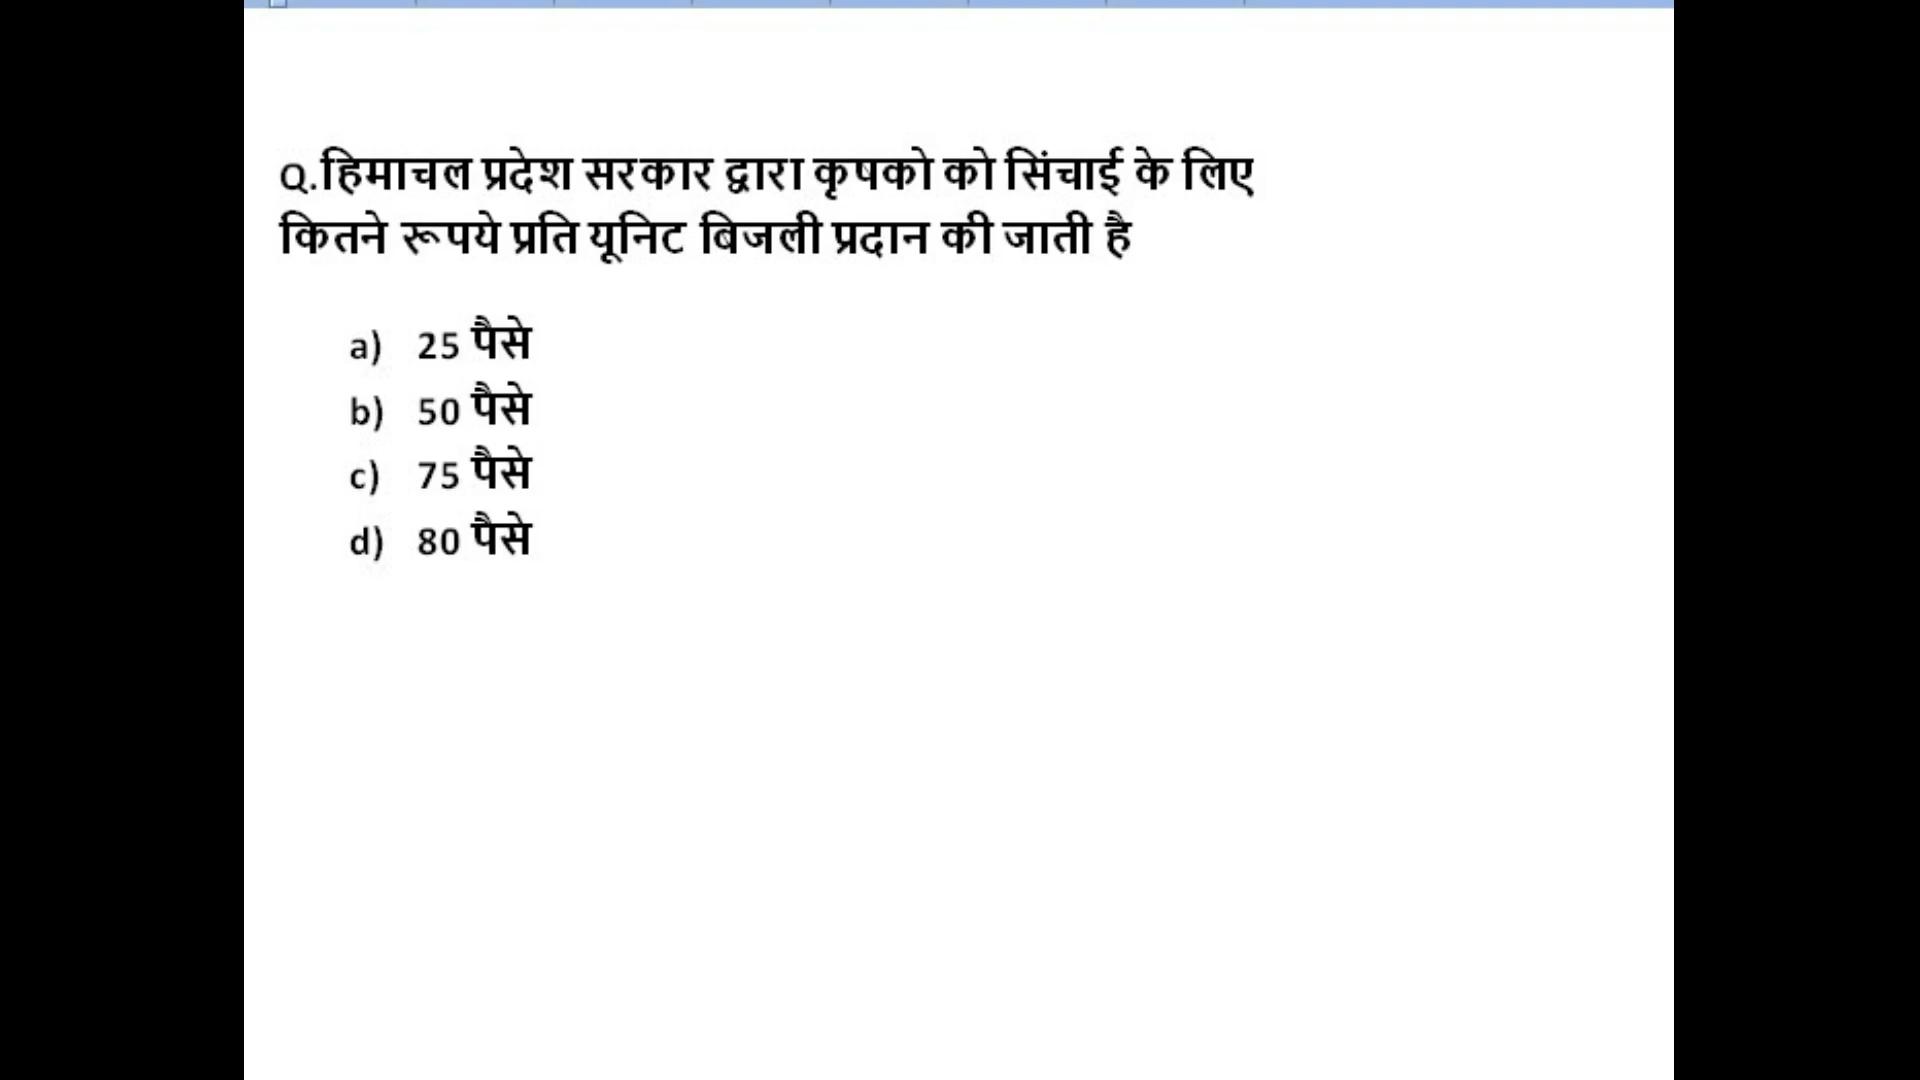 Q.हिमाचल प्रदेश सरकार द्वारा कृषको को सिंचाई के लिए
कितने रूपये प्रति यूनिट बिजली प्रदान की जाती है
a) 25 पैसे
b) 50 पैसे
c) 75 पैसे
d) 80 पैसे